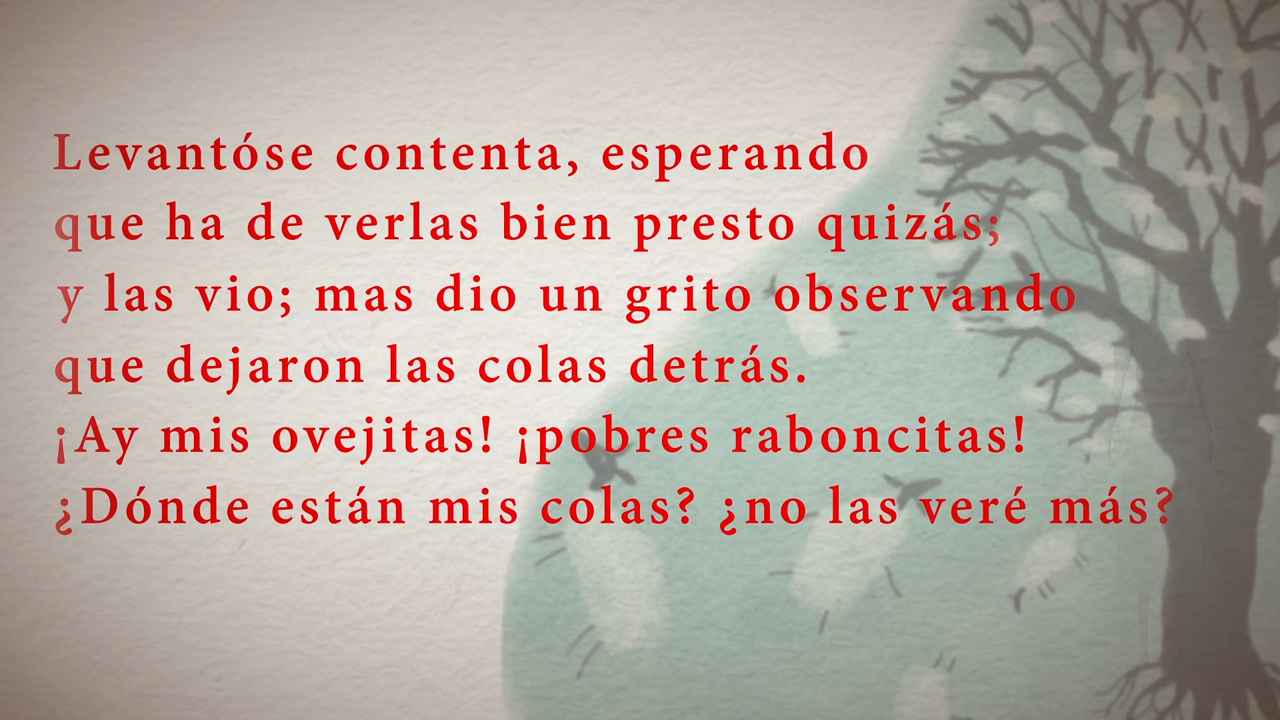 Levantóse contenta, esperando
que ha de verlas bien presto quizás;
y las vio; mas dio un grito observando
que dejaron las colas detrás.
¡Ay mis ovejitas! ¡pobres raboncitas!
¿Dónde están mis colas? ¿no las veré más?